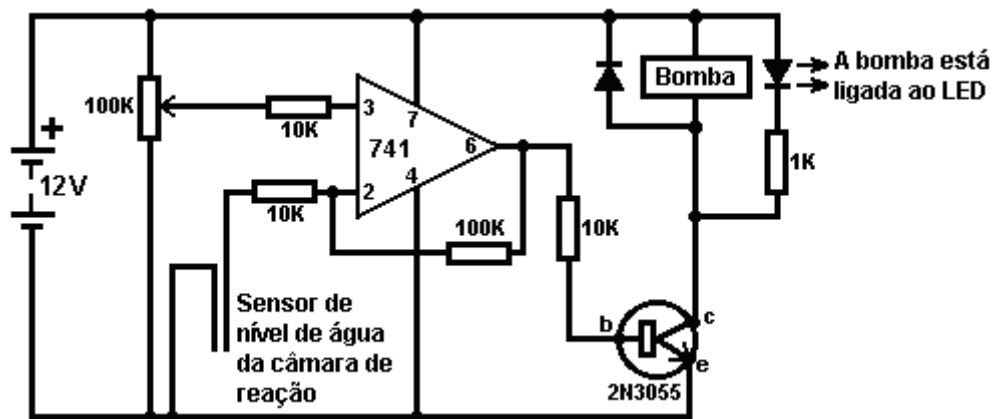 100K
10K
3
7
741
6
4
2
10K
100K
10K
+
12V
Bomba
A bomba está
ligada ao LED
1K
Sensor de
nível de água
da câmara de
reação
b
c
e
2N3055